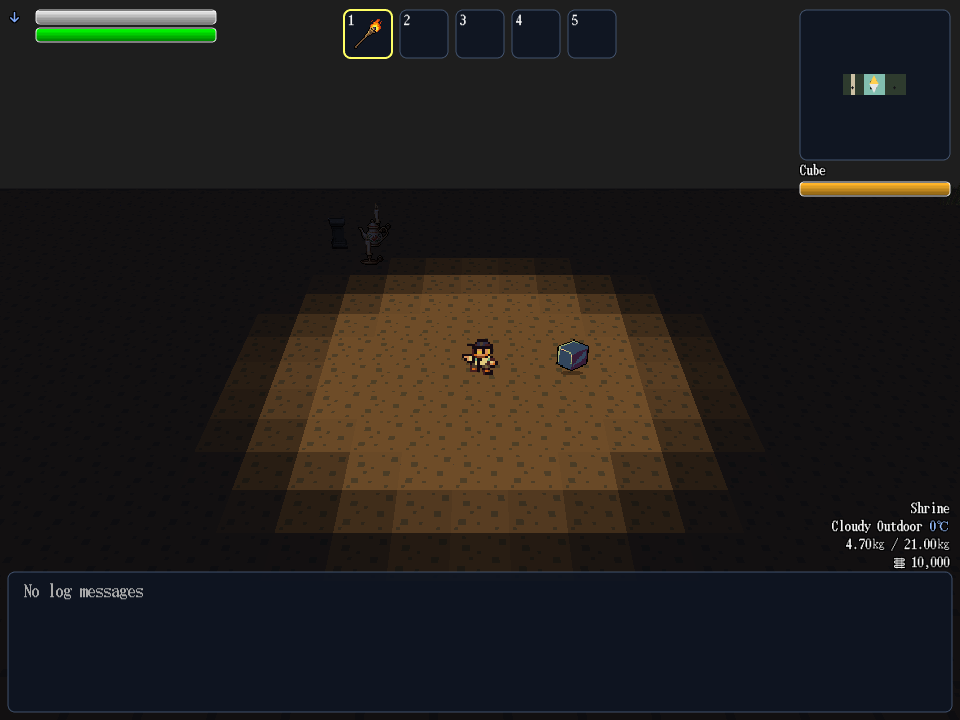 1 2 3 4 5
Cube
Shrine
Cloudy Outdoor 0℃
4.70kg / 21.00kg
10,000
No log messages